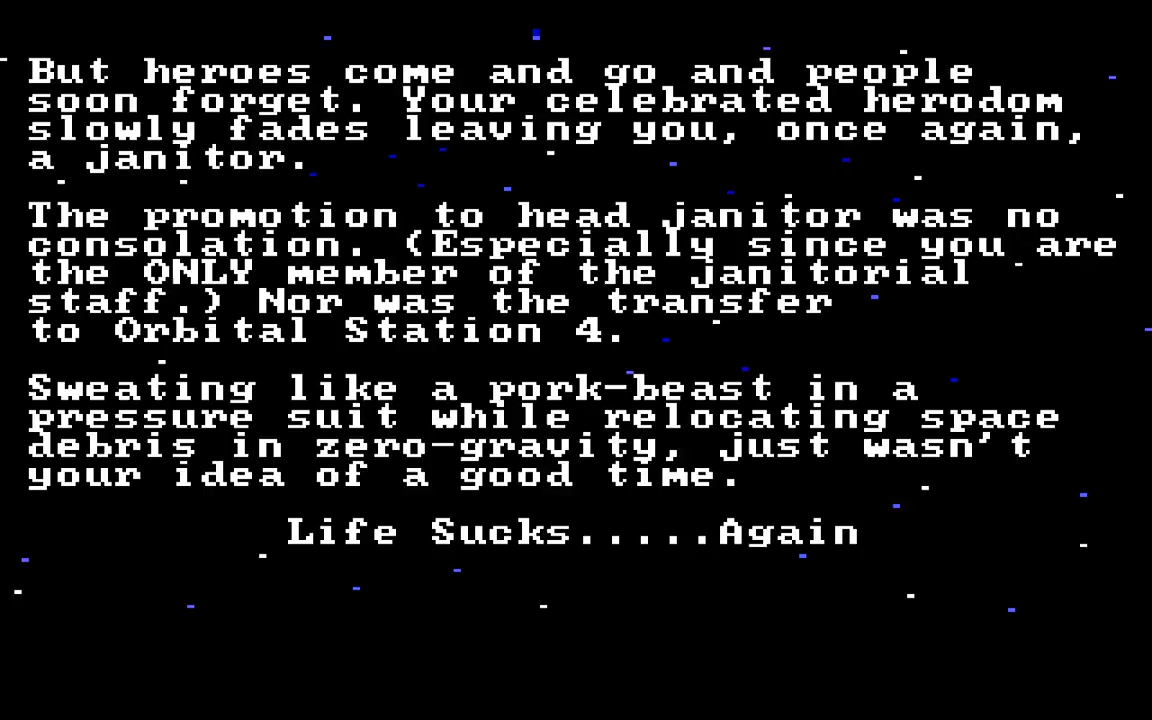 But heroes come and go and people
soon forget. Your celebrated herodom
slowly fades leaving you, once again,
a janitor.
The promotion to head janitor was no
consolation. (Especially since you are
the ONLY member of the janitorial
staff.) Nor was the transfer
to Orbital Station 4.
Sweating like a pork-beast in a
pressure suit while relocating space
debris in zero-gravity, just wasn't
your idea of a good time.
Life Sucks.....Again